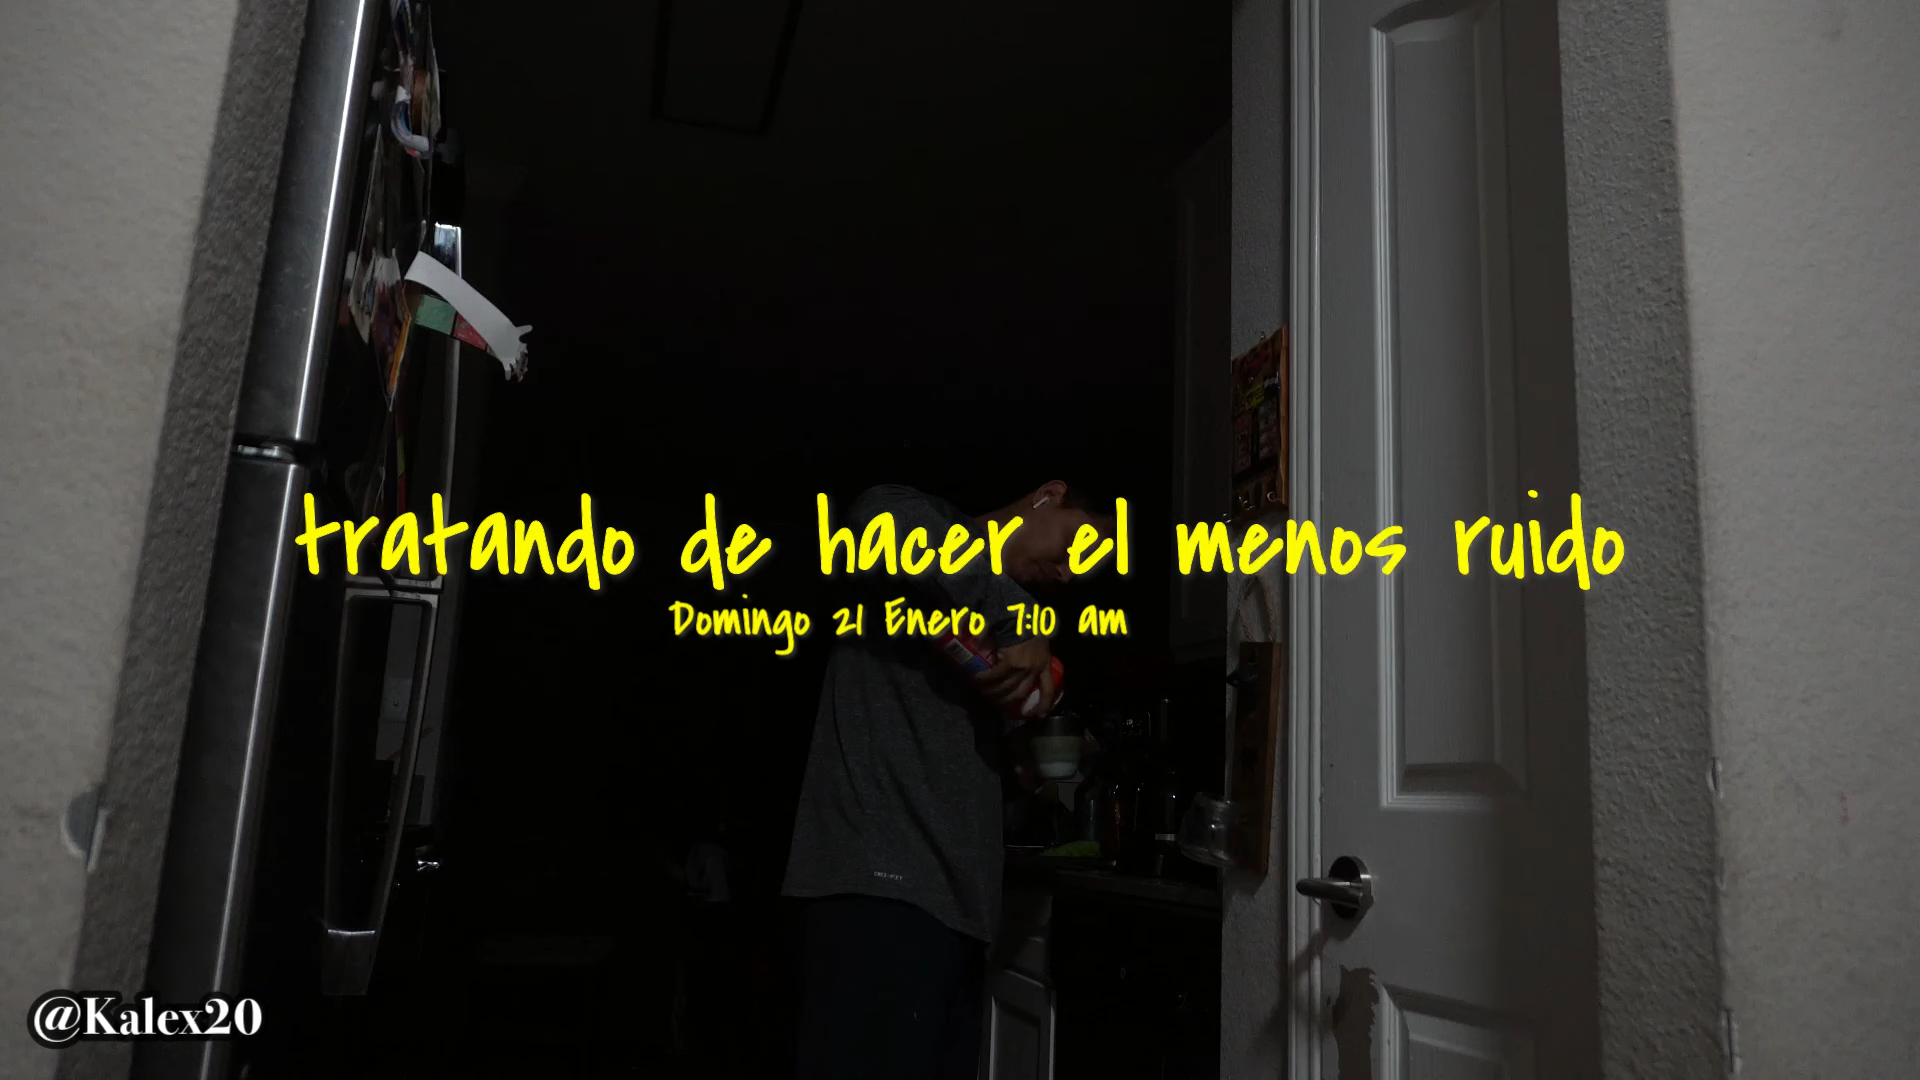 tratando de hacer el menos ruido
Domingo 21 Enero 7:10 am
@Kalex20